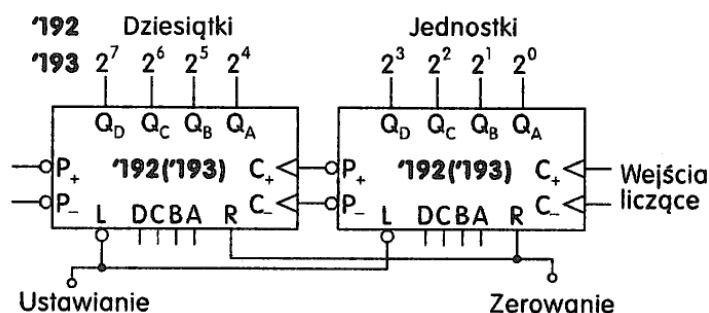 '192 Dziesiątki Jednostki
'193 2⁷ 2⁶ 2⁵ 2⁴ 2³ 2² 2¹ 2⁰
Q_D Q_C Q_B Q_A Q_D Q_C Q_B Q_A
P₊ '192('193) C₊ P₊ '192('193) C₊ Wejścia
P₋ C₋ P₋ C₋ liczące
L DCBA R L DCBA R
Ustawianie Zerowanie